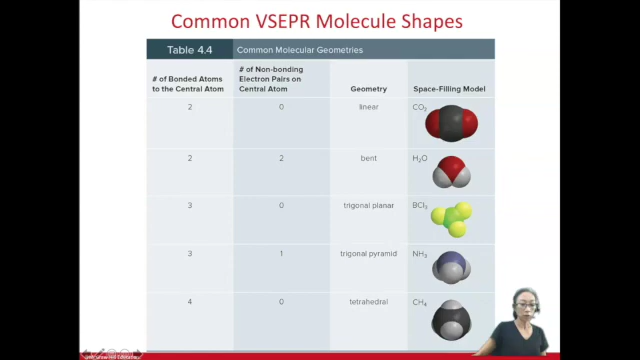 Common VSEPR Molecule Shapes
Table 4.4 Common Molecular Geometries
# of Bonded Atoms to the Central Atom
# of Non-bonding Electron Pairs on Central Atom
Geometry
Space-Filling Model
2 0 linear CO₂
2 2 bent H₂O
3 0 trigonal planar BCl₃
3 1 trigonal pyramid NH₃
4 0 tetrahedral CH₄